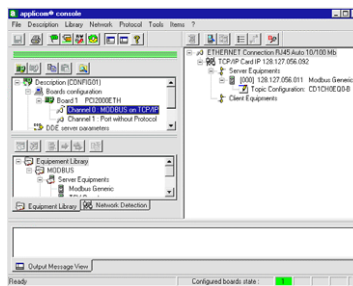 applicom® console
File Description Library Network Protocol Tools Items ?
Description (CONFIG01)
Boards configuration
Board 1 PCI2000ETH
Channel 0 : MODBUS on TCP/IP
Channel 1 : Port without Protocol
DDE server parameters
Equipement Library
MODBUS
Server Equipments
Modbus Generic
Equipment Library
Network Detection
ETHERNET Connection RJ45 Auto 10/100 Mb
TCP/IP Card IP 128.127.056.092
Server Equipments
[000] 128.127.056.011 Modbus Generic
Topic Configuration: CD1CH0EQ0-8
Client Equipments
Output Message View
Ready
Configured boards state :
1